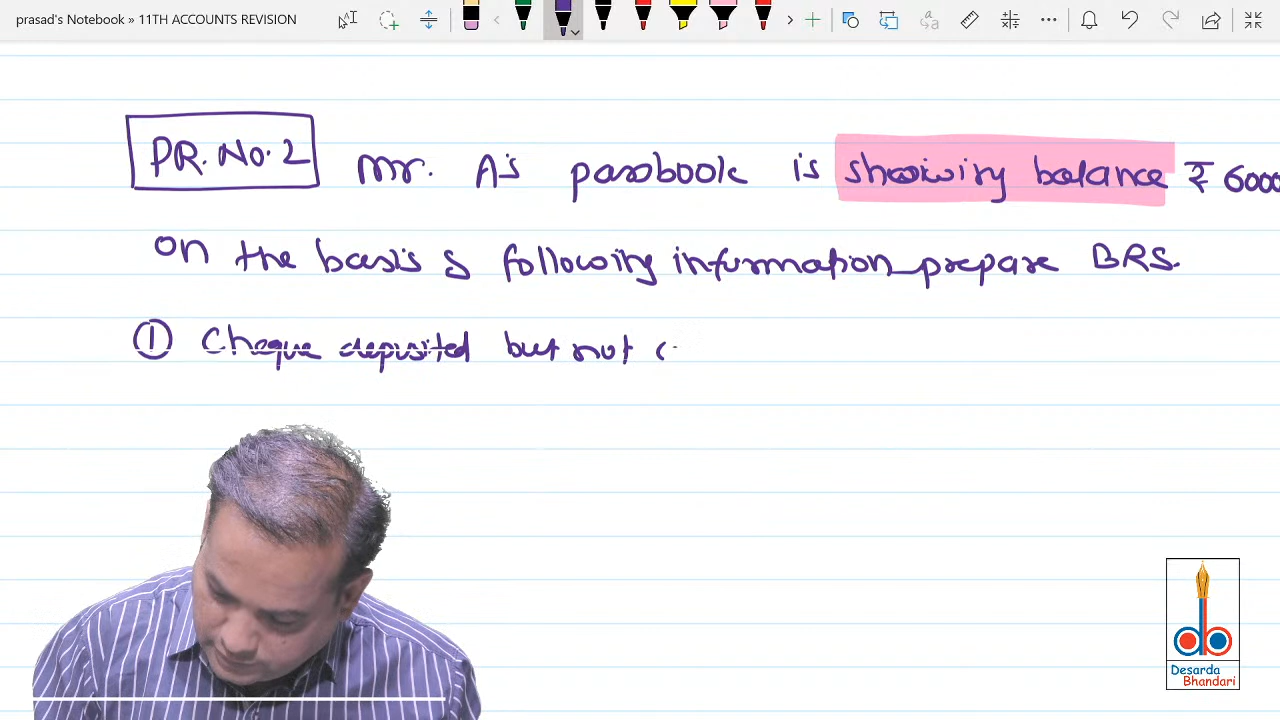 prasad's Notebook » 11TH ACCOUNTS REVISION
PR. No. 2 Mr. A's passbook is showing balance ₹ 6000
on the basis of following information prepare BRS.
① Cheque deposited but not c
Desarda
Bhandari